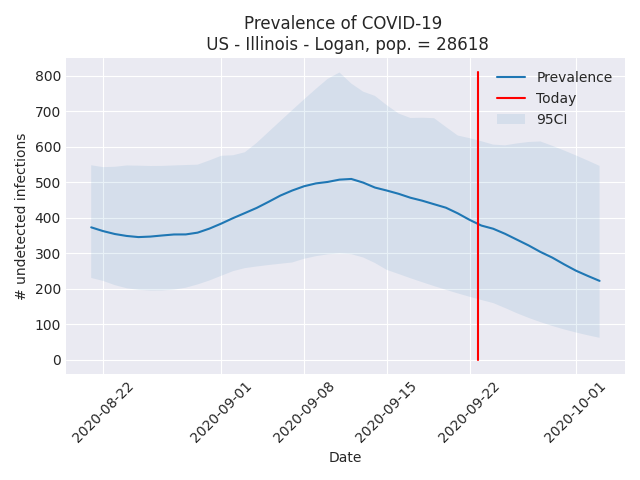 Prevalence of COVID-19
US - Illinois - Logan, pop. = 28618
800
700
600
500
400
300
200
100
0
# undetected infections
Prevalence
Today
95CI
2020-08-22
2020-09-01
2020-09-08
2020-09-15
2020-09-22
2020-10-01
Date